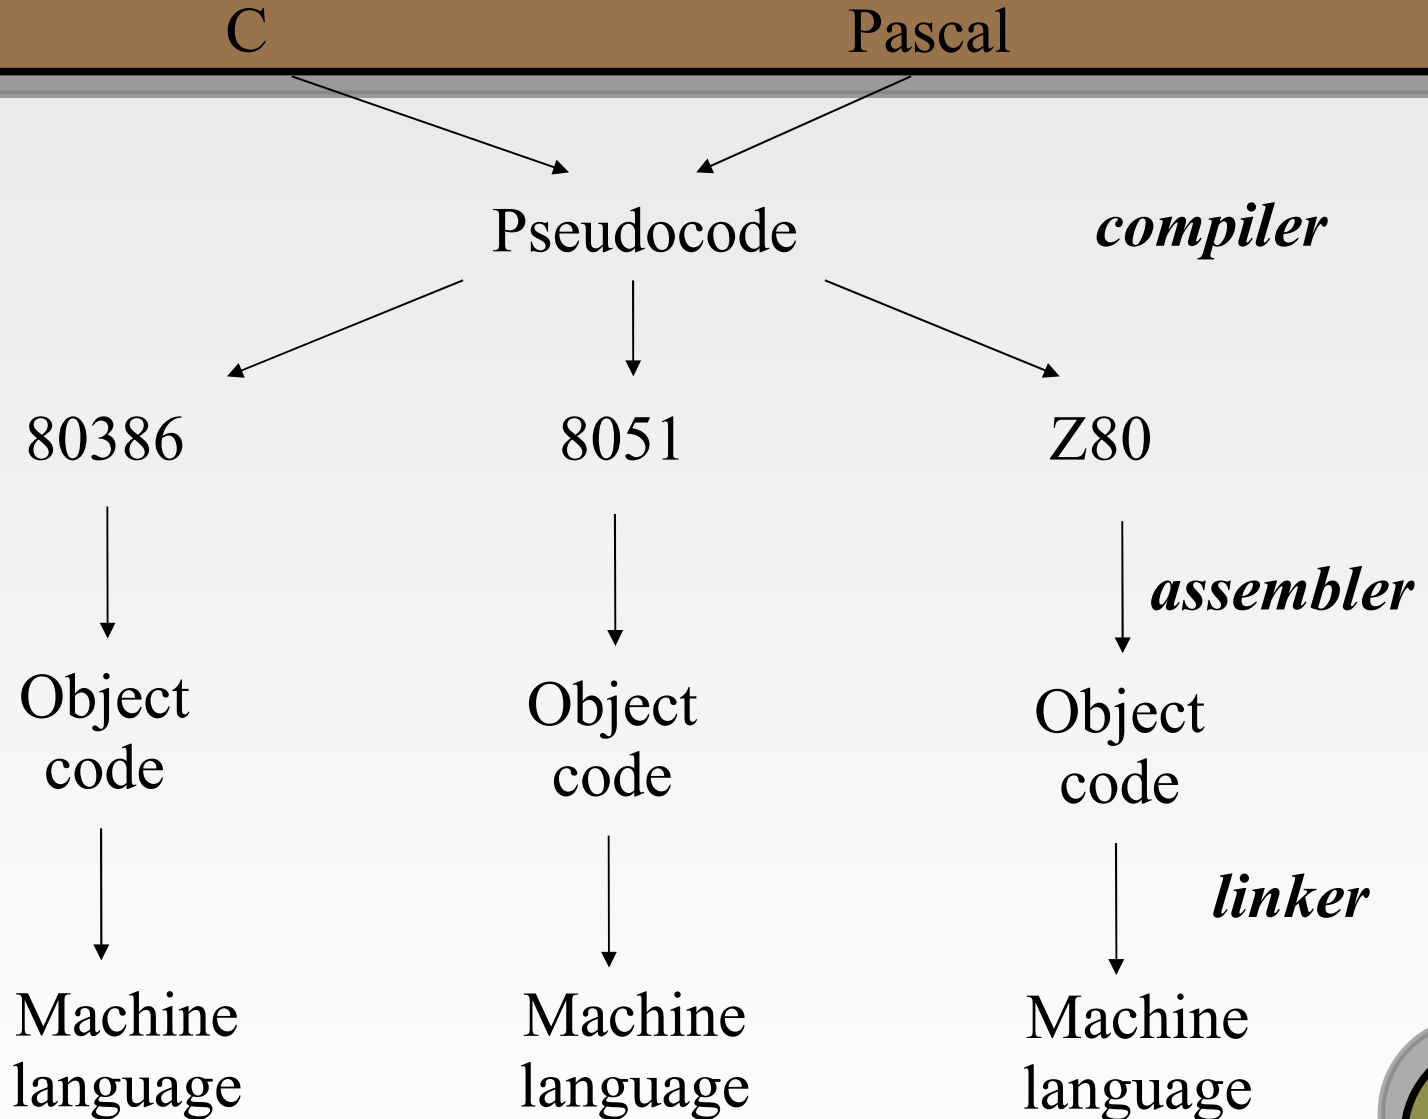 C
Pascal
Pseudocode
compiler
80386
8051
Z80
assembler
Object
code
Object
code
Object
code
linker
Machine
language
Machine
language
Machine
language